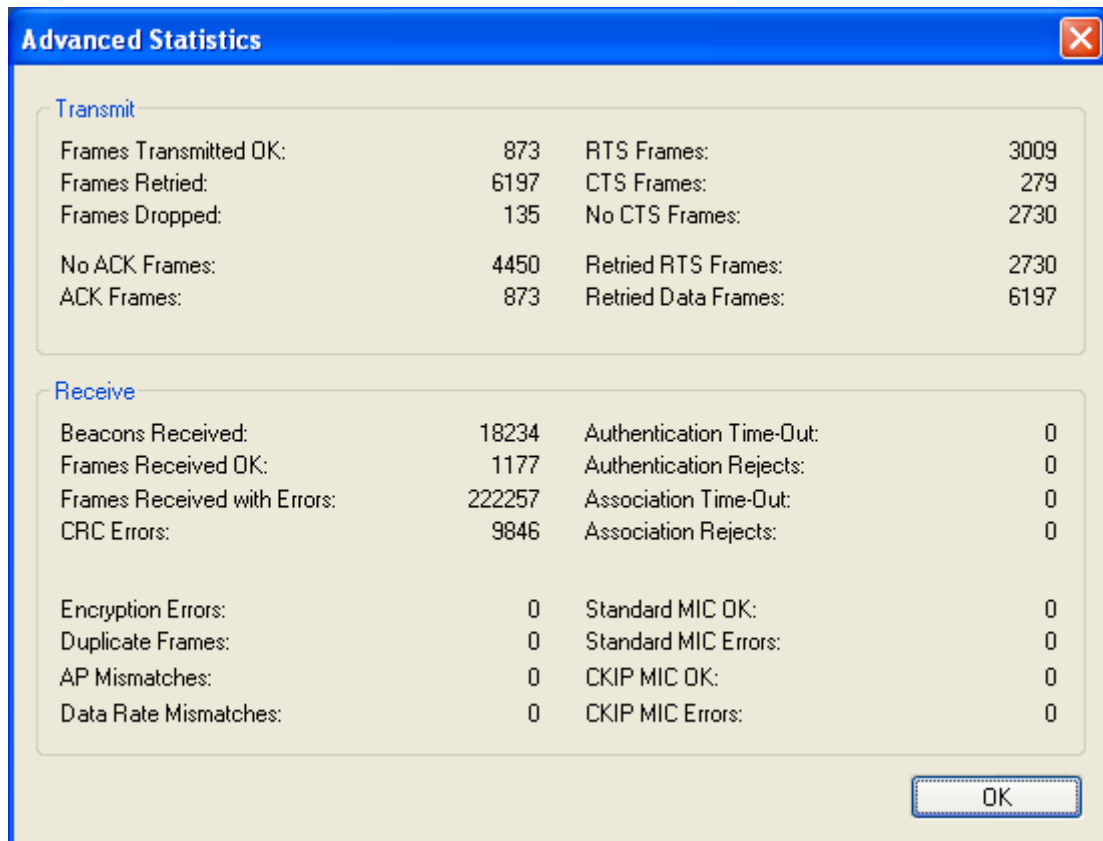 Advanced Statistics
Transmit
Frames Transmitted OK: 873 RTS Frames: 3009
Frames Retried: 6197 CTS Frames: 279
Frames Dropped: 135 No CTS Frames: 2730
No ACK Frames: 4450 Retried RTS Frames: 2730
ACK Frames: 873 Retried Data Frames: 6197
Receive
Beacons Received: 18234 Authentication Time-Out: 0
Frames Received OK: 1177 Authentication Rejects: 0
Frames Received with Errors: 222257 Association Time-Out: 0
CRC Errors: 9846 Association Rejects: 0
Encryption Errors: 0 Standard MIC OK: 0
Duplicate Frames: 0 Standard MIC Errors: 0
AP Mismatches: 0 CKIP MIC OK: 0
Data Rate Mismatches: 0 CKIP MIC Errors: 0
OK